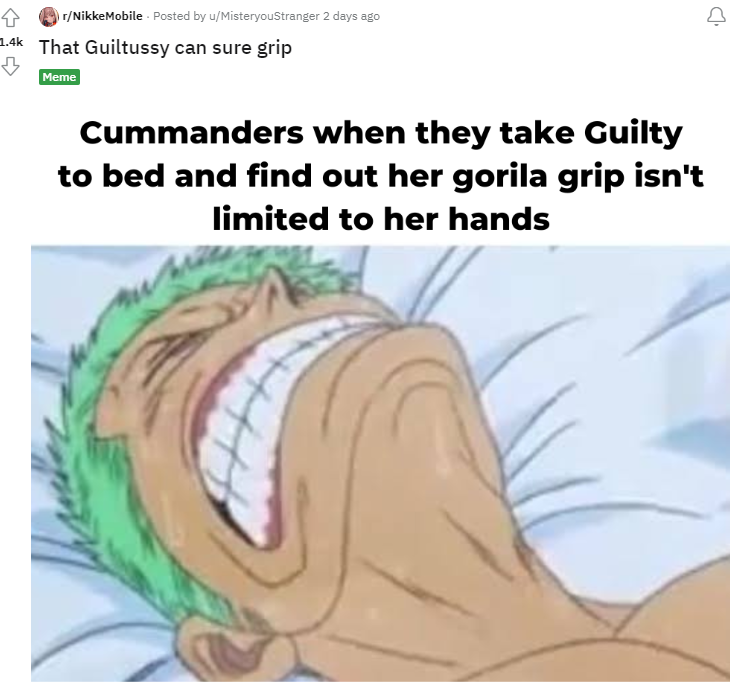 r/NikkeMobile · Posted by u/MisteryouStranger 2 days ago
1.4k
That Guiltussy can sure grip
Meme
Cummanders when they take Guilty
to bed and find out her gorila grip isn't
limited to her hands